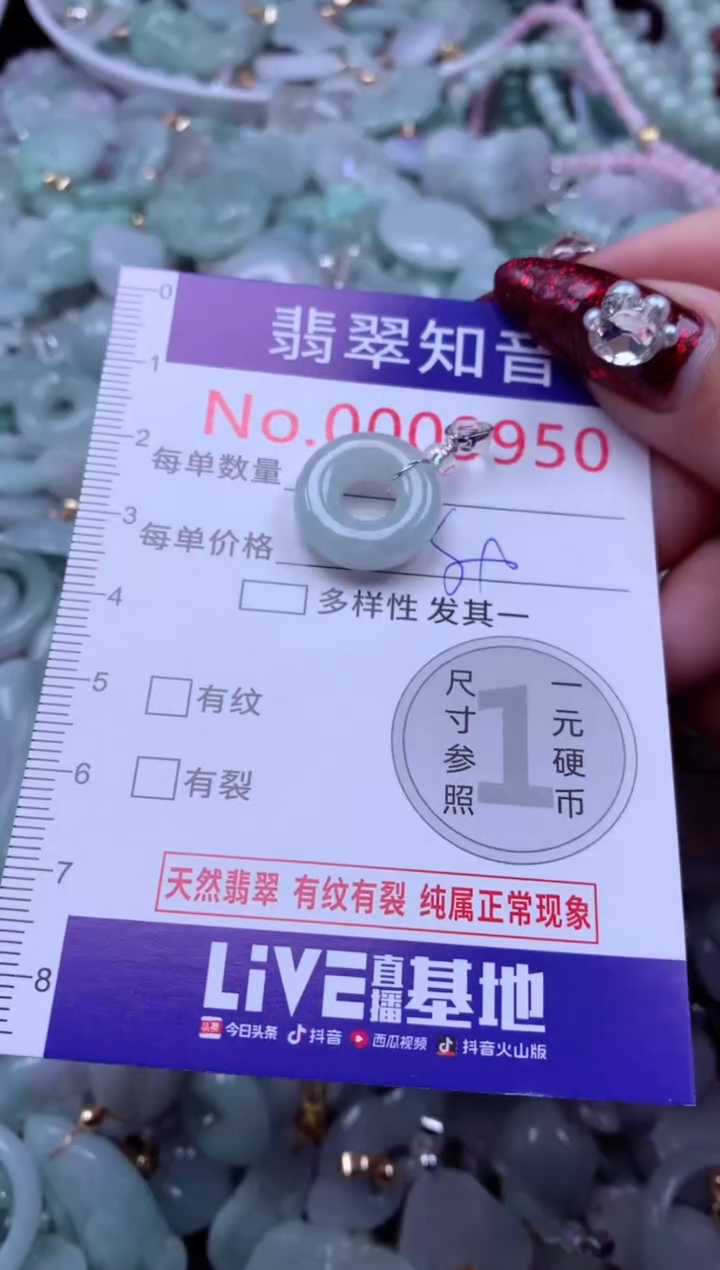 0
1
2
3
4
5
6
7
8
翡翠知音
每单数量
每单价格
多样性 发其一
有纹
有裂
尺寸参照
1
一元硬币
天然翡翠 有纹有裂 纯属正常现象
LiVE直播基地
头条 今日头条 抖音 西瓜视频 抖音火山版